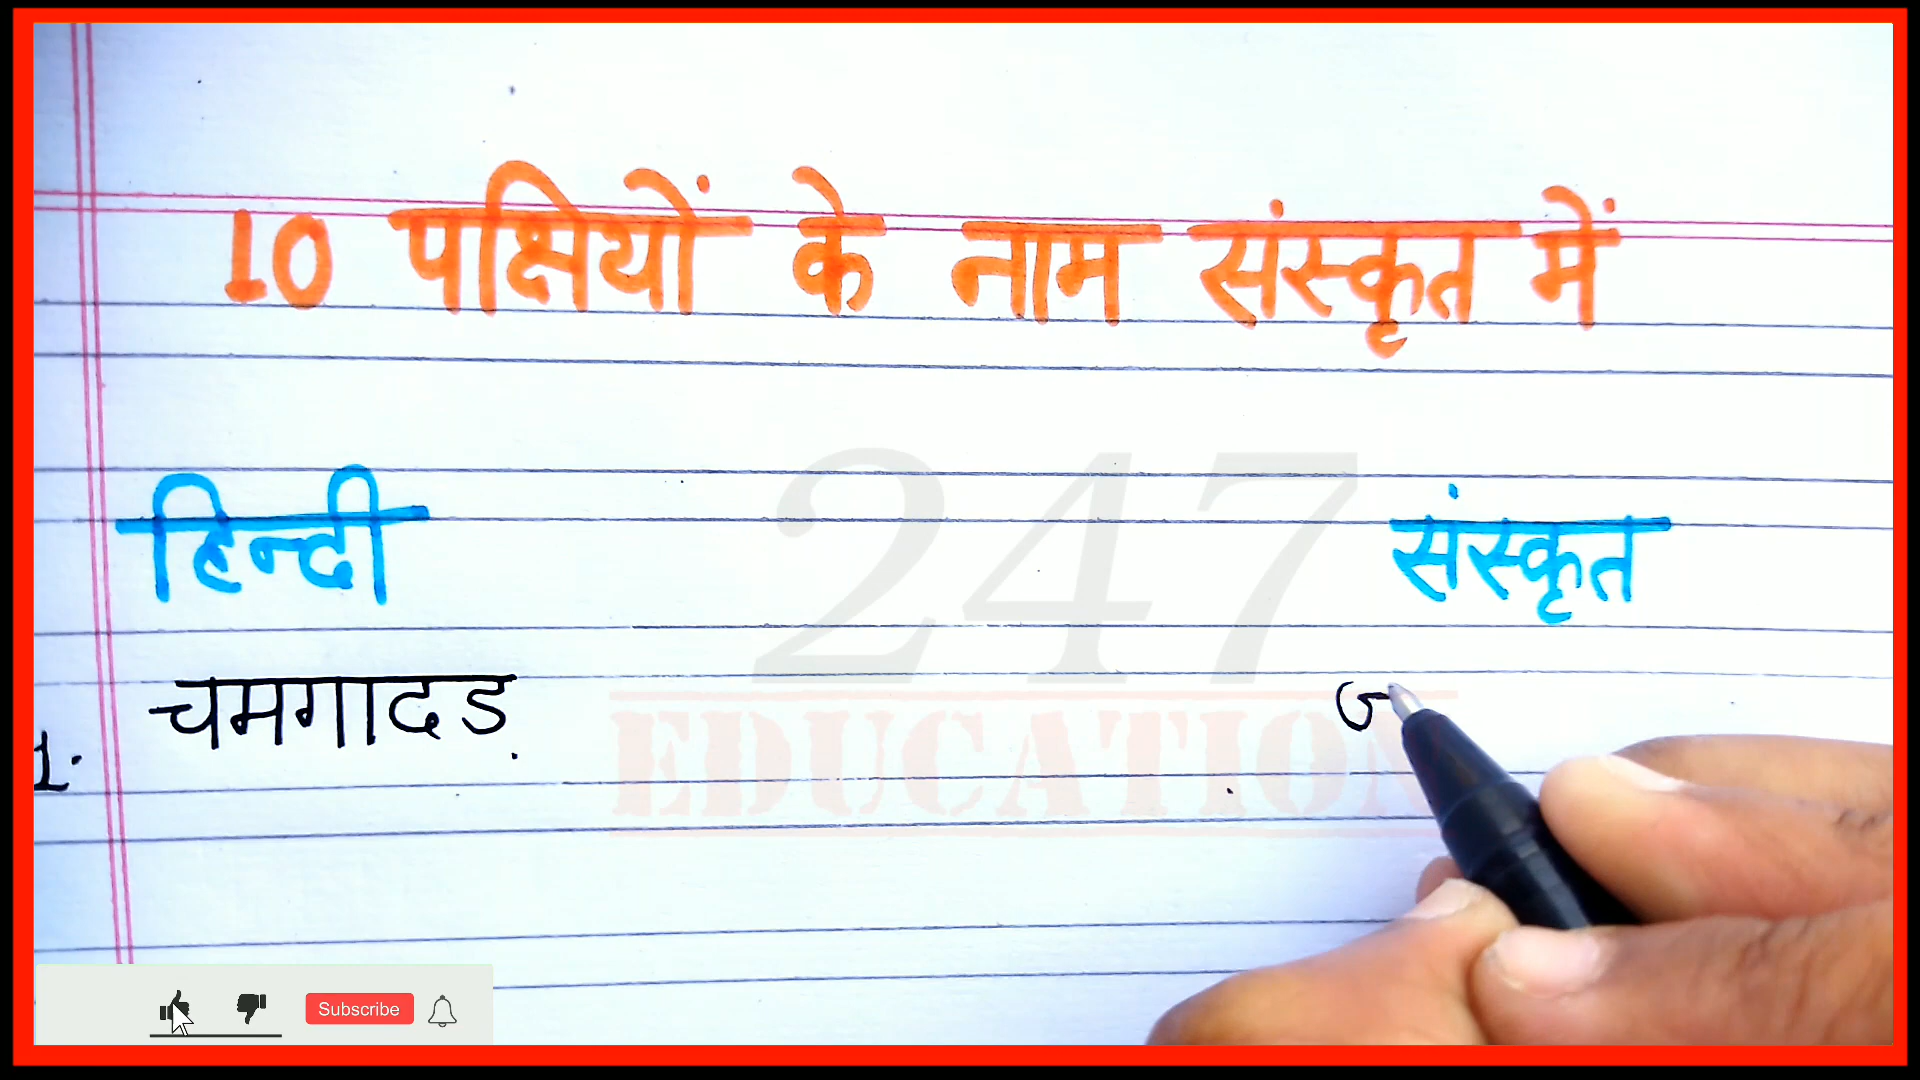 10 पक्षियों के नाम संस्कृत में
हिन्दी संस्कृत
1. चमगादड़
247
EDUCATION
Subscribe